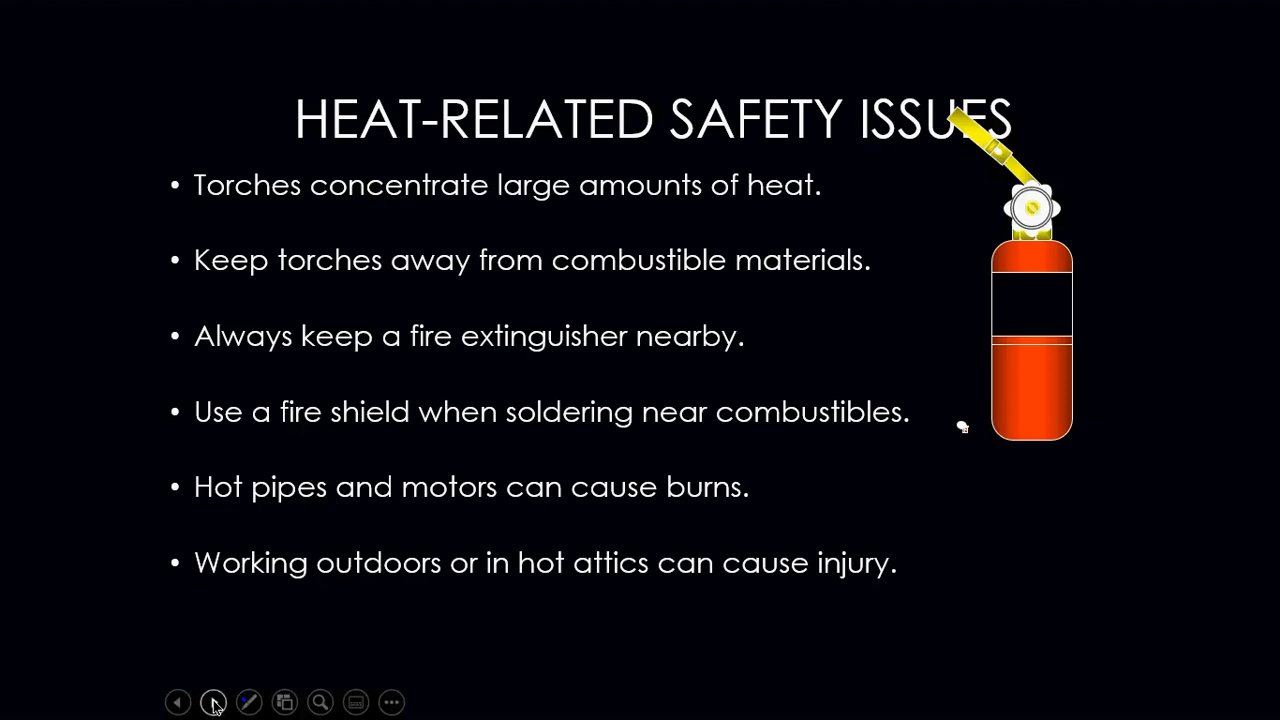 HEAT-RELATED SAFETY ISSUES
• Torches concentrate large amounts of heat.
• Keep torches away from combustible materials.
• Always keep a fire extinguisher nearby.
• Use a fire shield when soldering near combustibles.
• Hot pipes and motors can cause burns.
• Working outdoors or in hot attics can cause injury.